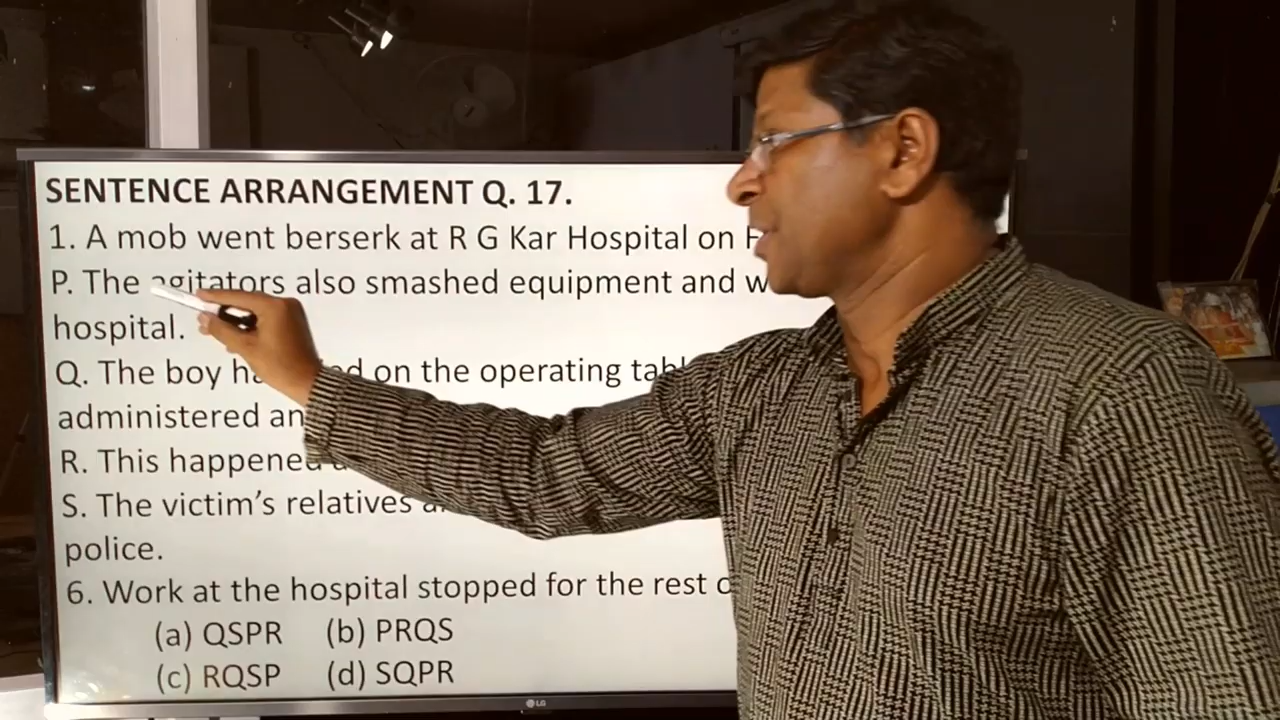 SENTENCE ARRANGEMENT Q. 17.
1. A mob went berserk at R G Kar Hospital on
P. The agitators also smashed equipment and
hospital.
Q. The boy on the operating
administered
R. This happened
S. The victim's relatives
police.
6. Work at the hospital stopped for the rest
(a) QSPR (b) PRQS
(c) RQSP (d) SQPR
LG